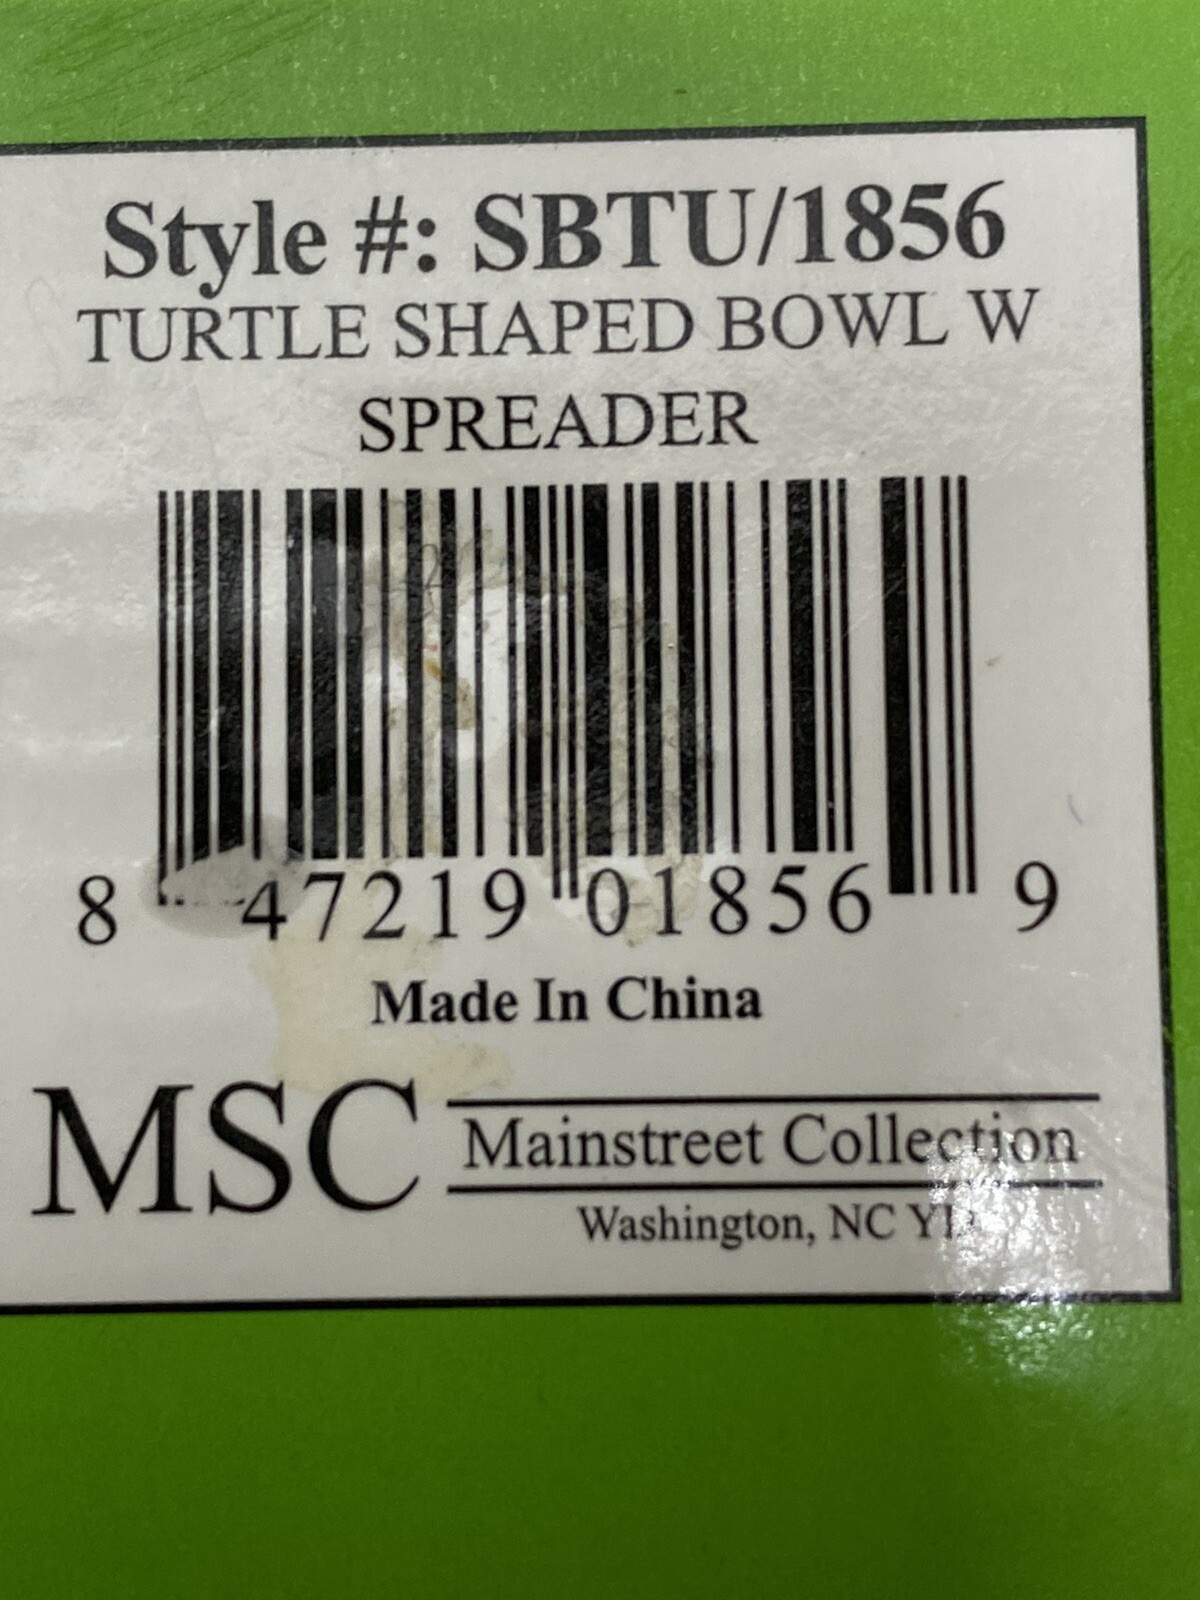 Style #: SBTU/1856
TURTLE SHAPED BOWL W
SPREADER
8 47219 01856 9
Made In China
MSC Mainstreet Collection
Washington, NC